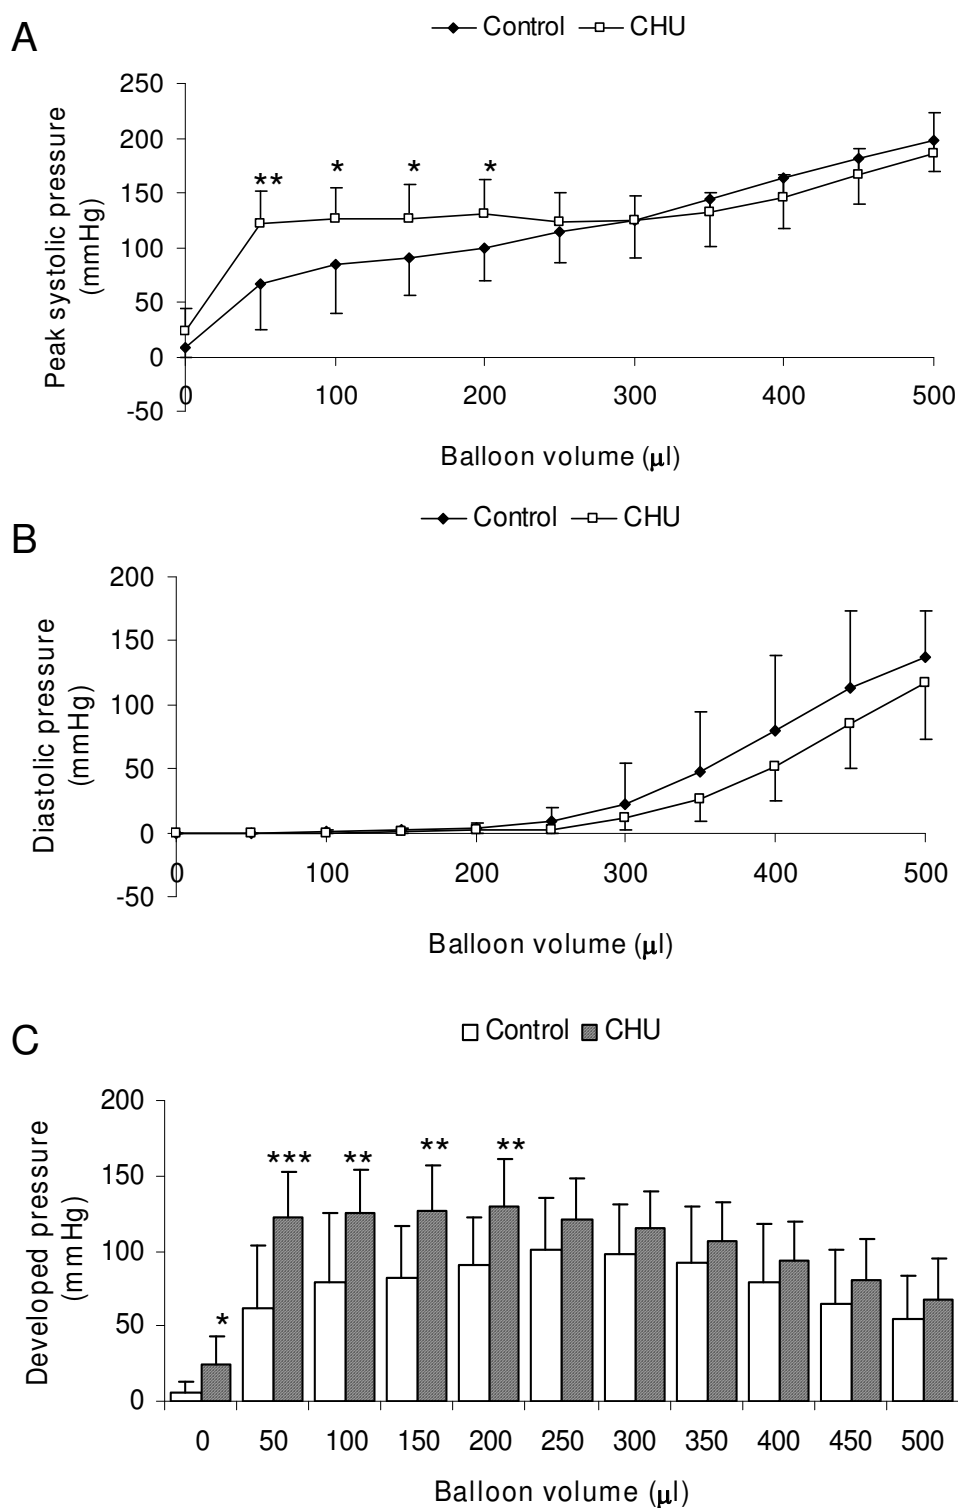 A
Control CHU
250
200
150
100
50
0
-50
Peak systolic pressure
(mmHg)
** * * *
0 100 200 300 400 500
Balloon volume (μl)
B
Control CHU
200
150
100
50
0
-50
Diastolic pressure
(mmHg)
0 100 200 300 400 500
Balloon volume (μl)
C
Control CHU
200
150
100
50
0
Developed pressure
(mmHg)
* *** ** ** **
0 50 100 150 200 250 300 350 400 450 500
Balloon volume (μl)